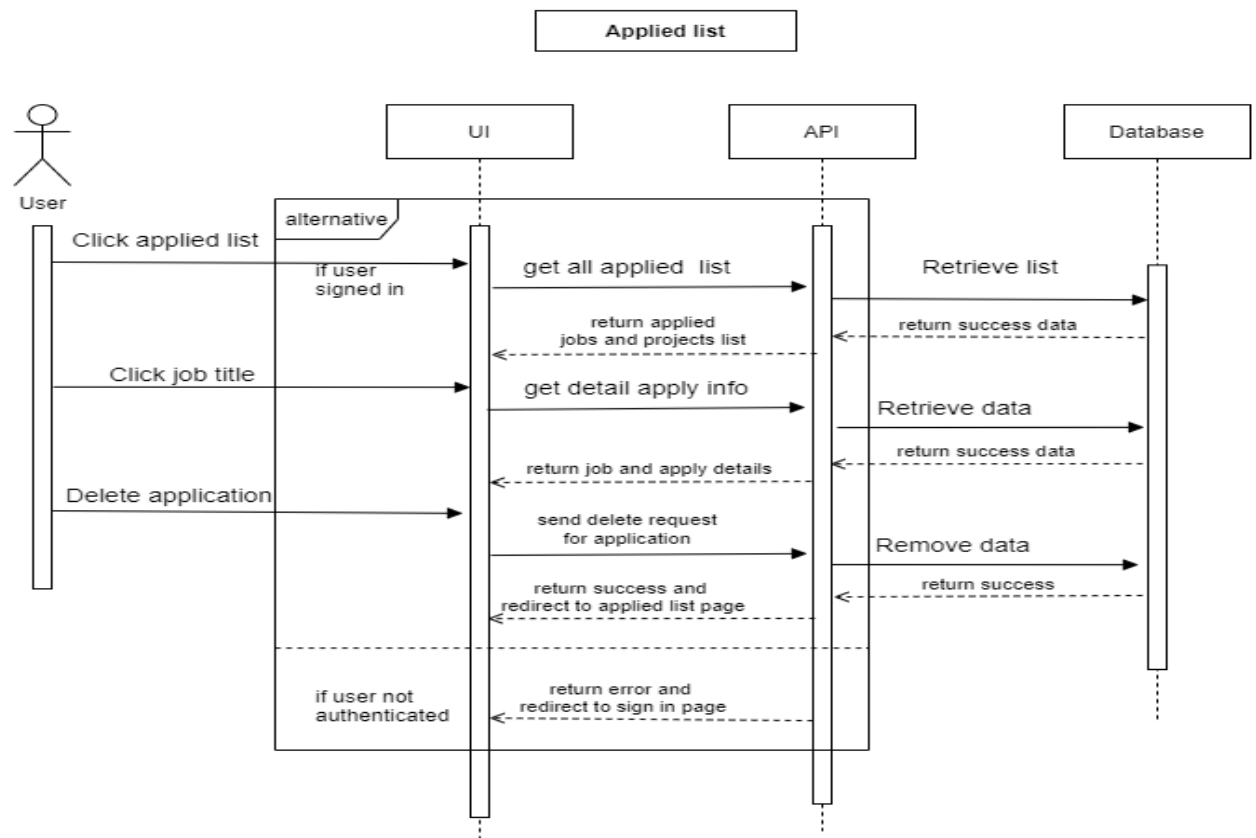 Applied list
UI
API
Database
User
alternative
Click applied list
if user
signed in
get all applied list
Retrieve list
return applied
jobs and projects list
return success data
Click job title
get detail apply info
Retrieve data
return success data
return job and apply details
Delete application
send delete request
for application
Remove data
return success
return success and
redirect to applied list page
if user not
authenticated
return error and
redirect to sign in page